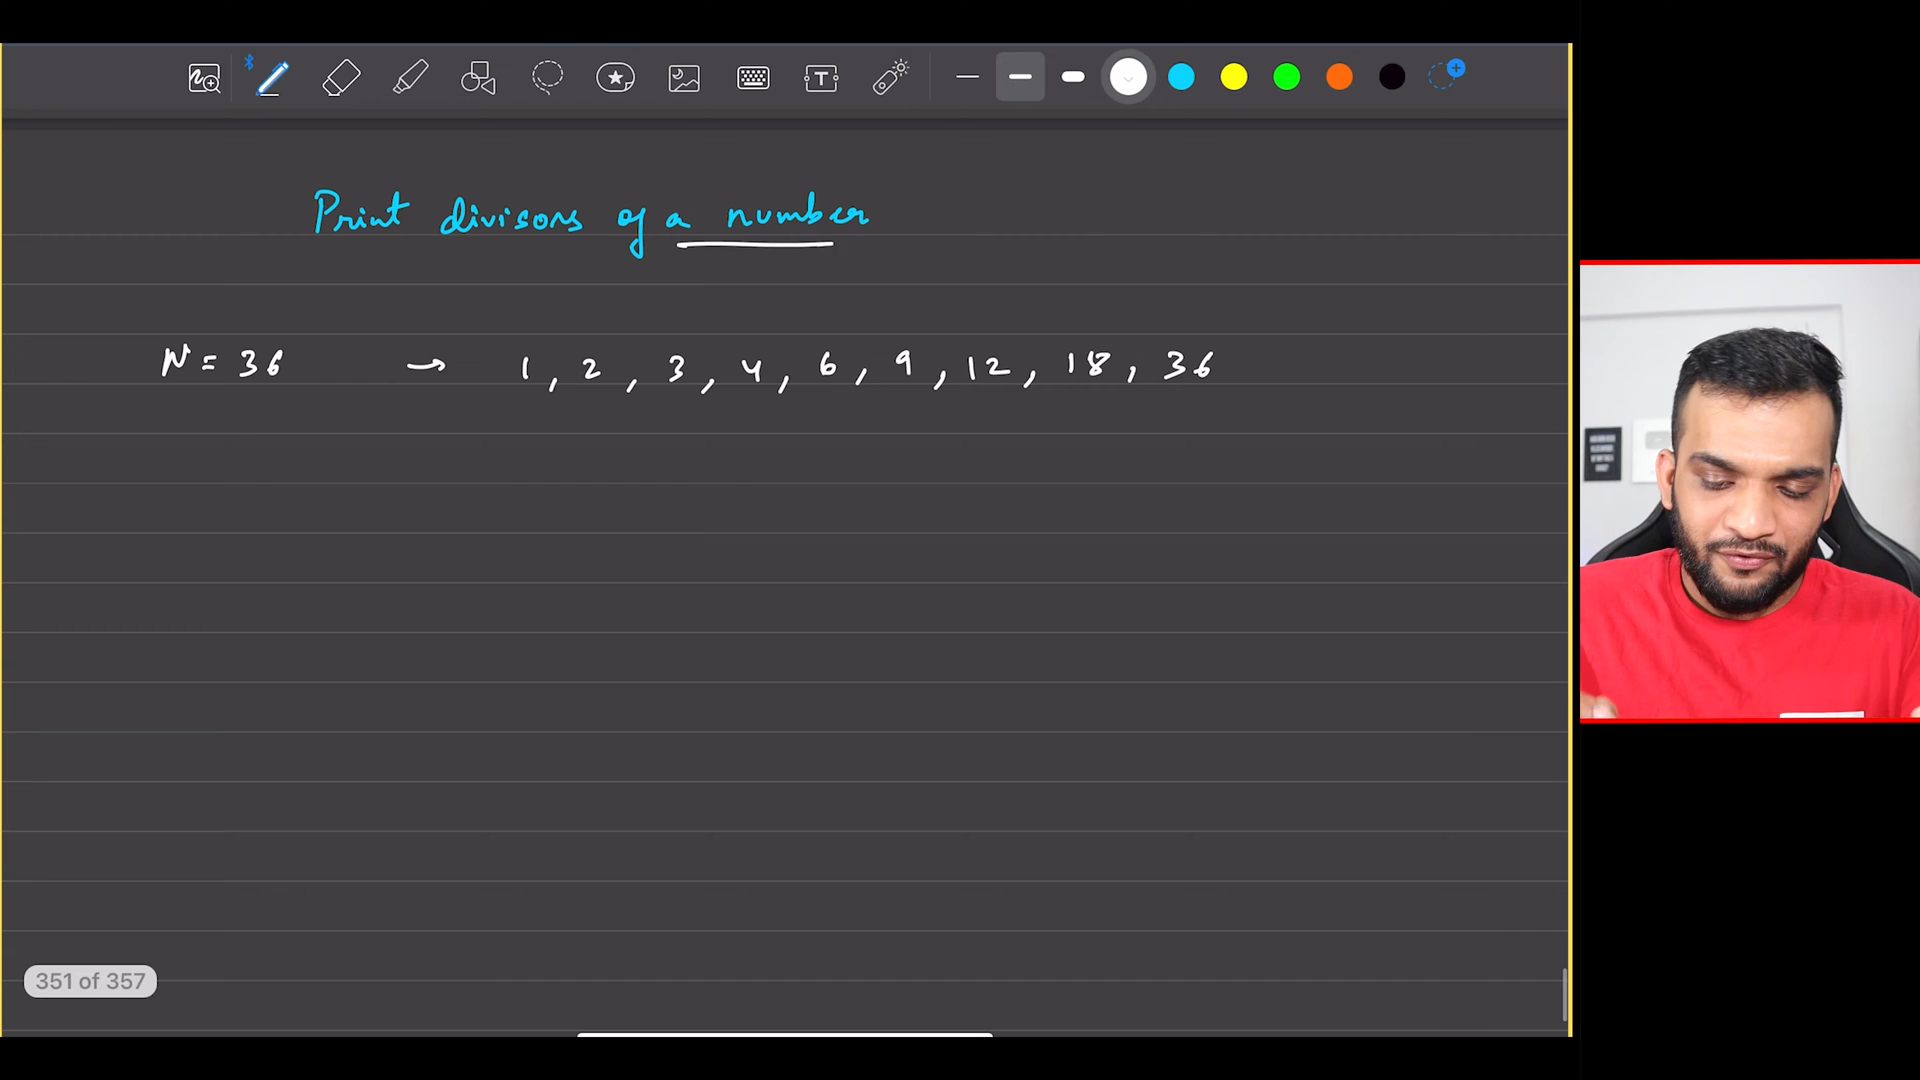 Print divisors of a number
N = 36 → 1, 2, 3, 4, 6, 9, 12, 18, 36
351 of 357